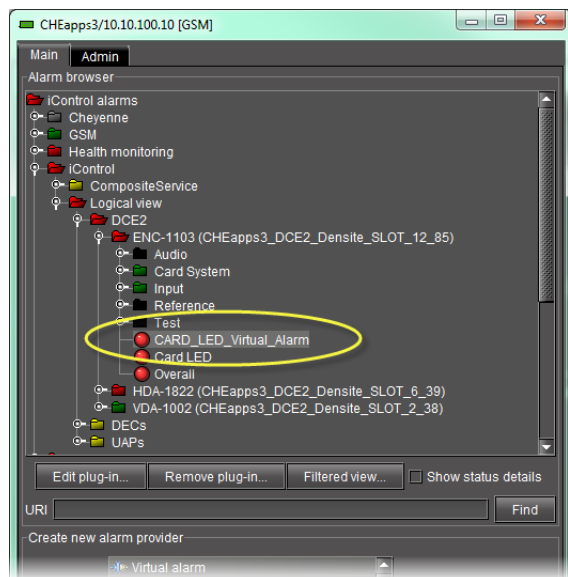 CHEapps3/10.10.100.10 [GSM]
Main Admin
Alarm browser
iControl alarms
Cheyenne
GSM
Health monitoring
iControl
CompositeService
Logical view
DCE2
ENC-1103 (CHEapps3_DCE2_Densite_SLOT_12_85)
Audio
Card System
Input
Reference
Test
CARD_LED_Virtual_Alarm
Card LED
Overall
HDA-1822 (CHEapps3_DCE2_Densite_SLOT_6_39)
VDA-1002 (CHEapps3_DCE2_Densite_SLOT_2_38)
DECs
UAPs
Edit plug-in... Remove plug-in... Filtered view... Show status details
URI Find
Create new alarm provider
Virtual alarm